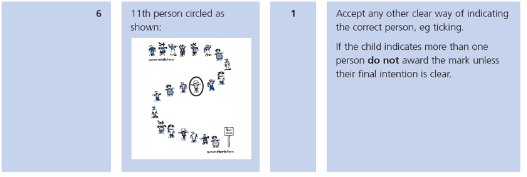 6
11th person circled as
shown:
1
Accept any other clear way of indicating
the correct person, eg ticking.
If the child indicates more than one
person do not award the mark unless
their final intention is clear.